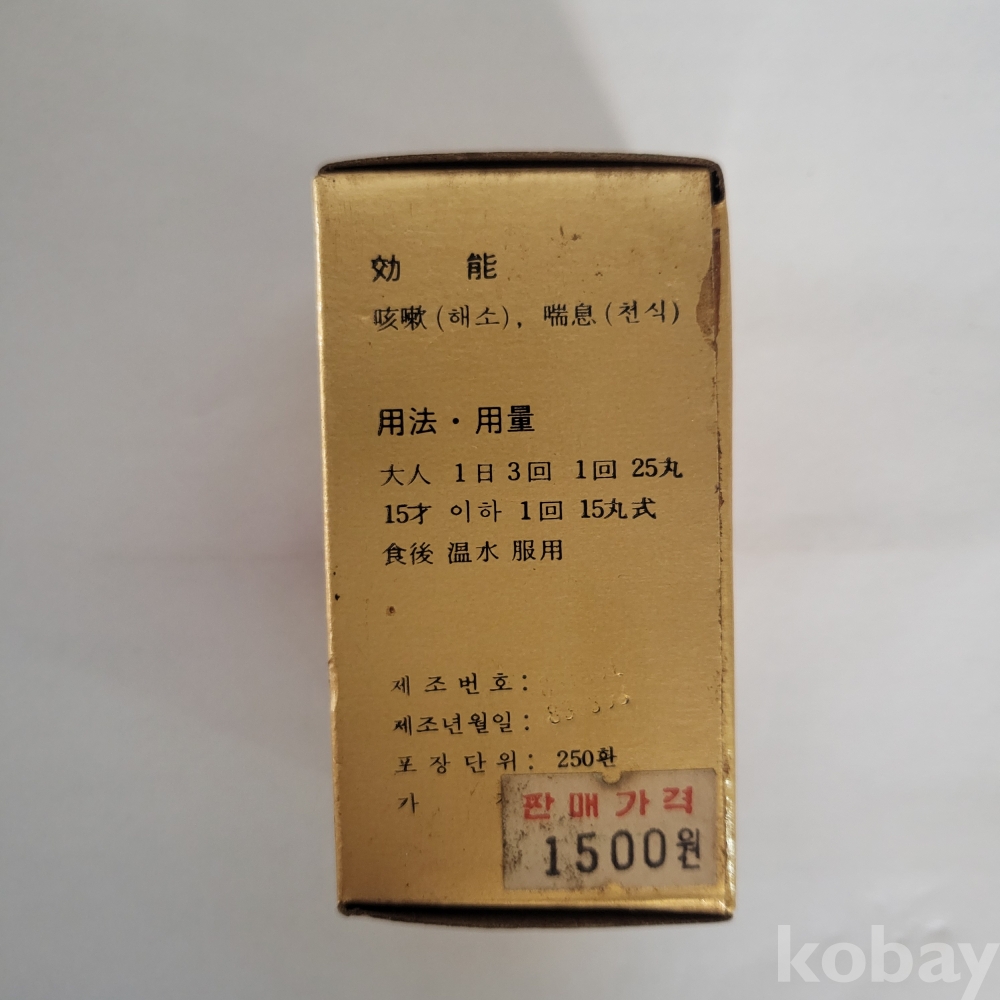 効 能
咳嗽(해소), 喘息(천식)
用法・用量
大人 1日 3回 1回 25丸
15才 이하 1回 15丸式
食後 温水 服用
제조번호:
제조년월일:
포장단위: 250환
가
판매가격
1500원
kobay